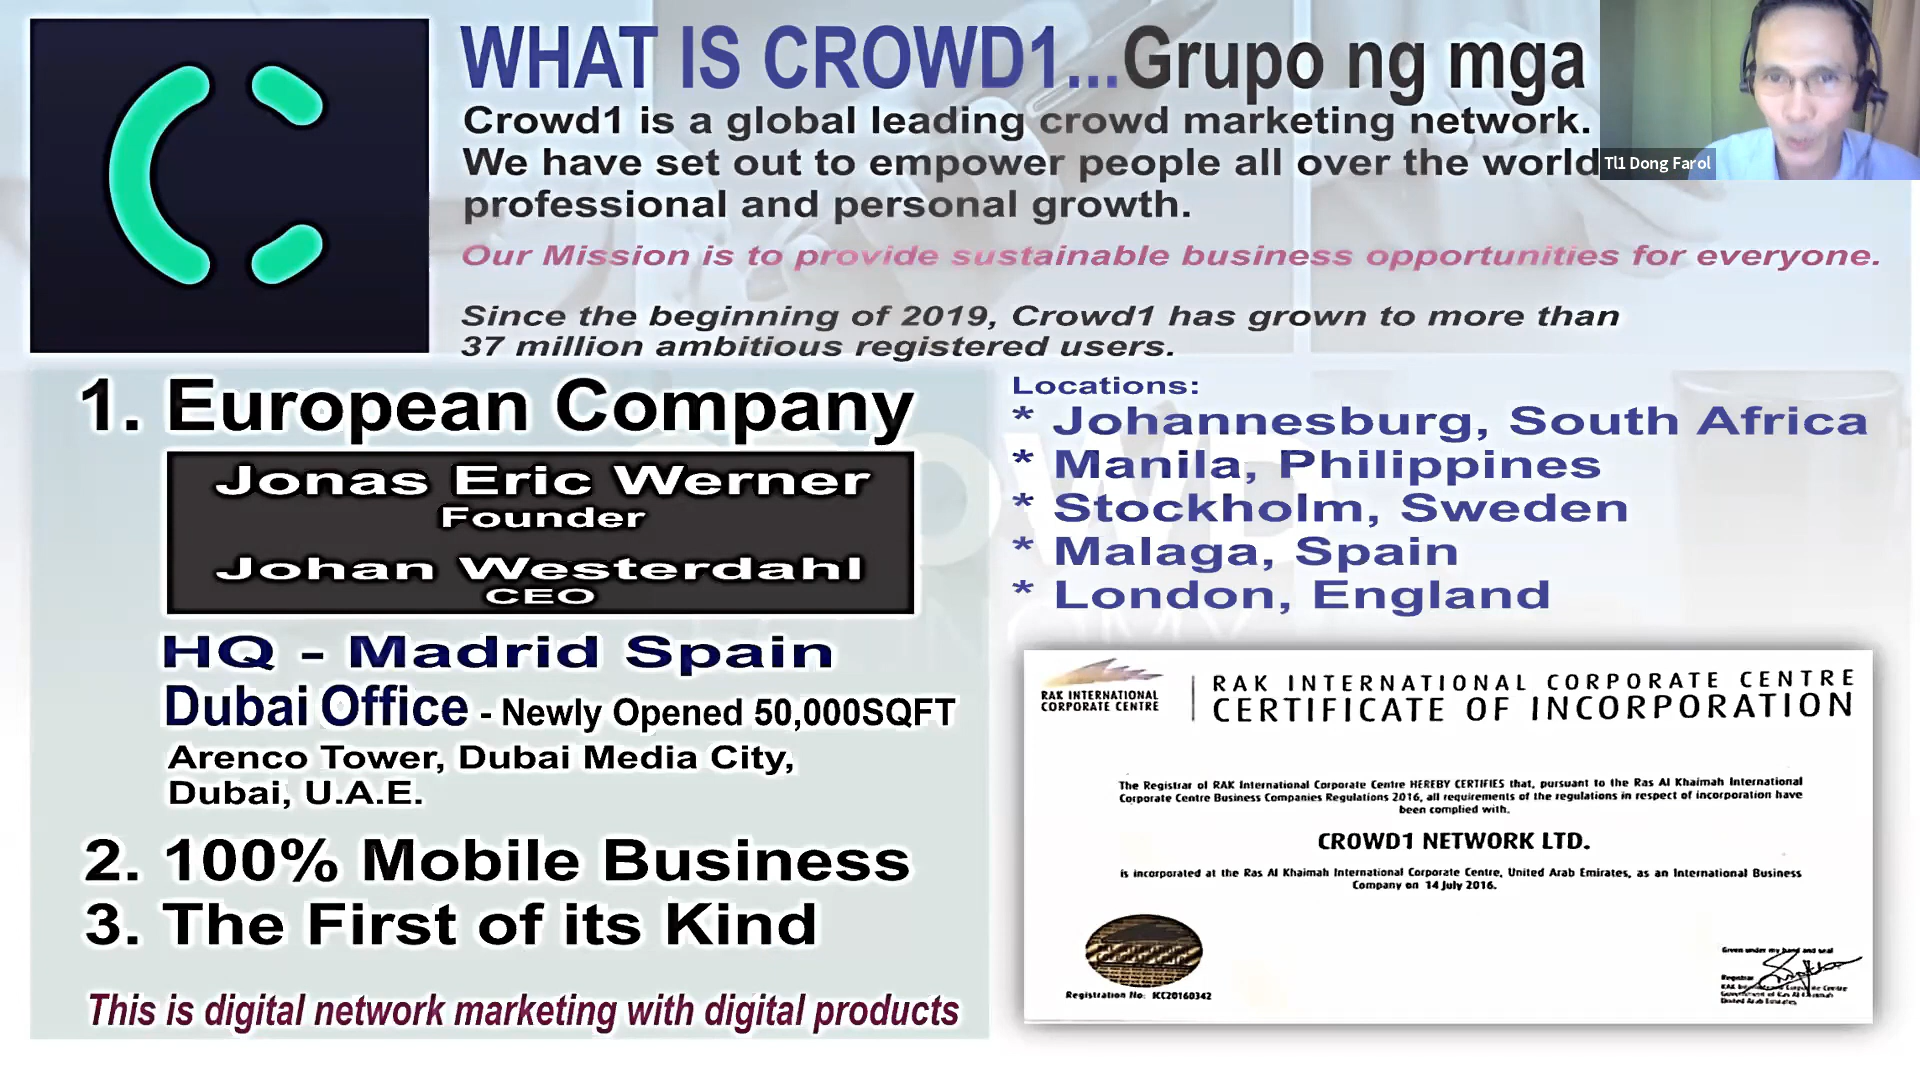 WHAT IS CROWD1...Grupo ng mga
Crowd1 is a global leading crowd marketing network.
We have set out to empower people all over the world
professional and personal growth.
Our Mission is to provide sustainable business opportunities for everyone.
Since the beginning of 2019, Crowd1 has grown to more than
37 million ambitious registered users.
Tl1 Dong Farol
1. European Company
Jonas Eric Werner
Founder
Johan Westerdahl
CEO
HQ - Madrid Spain
Dubai Office - Newly Opened 50,000SQFT
Arenco Tower, Dubai Media City,
Dubai, U.A.E.
2. 100% Mobile Business
3. The First of its Kind
This is digital network marketing with digital products
Locations:
* Johannesburg, South Africa
* Manila, Philippines
* Stockholm, Sweden
* Malaga, Spain
* London, England
RAK INTERNATIONAL
CORPORATE CENTRE
RAK INTERNATIONAL CORPORATE CENTRE
CERTIFICATE OF INCORPORATION
The Registrar of RAK International Corporate Centre HEREBY CERTIFIES that, pursuant to the Ras Al Khaimah International
Corporate Centre Business Companies Regulations 2016, all requirements of the regulations in respect of incorporation have
been complied with.
CROWD1 NETWORK LTD.
is incorporated at the Ras Al Khaimah International Corporate Centre, United Arab Emirates, as an International Business
Company on 14 July 2016.
Registration No: ICC20160342
Given under my hand and seal
Registrar
United Arab Emirates